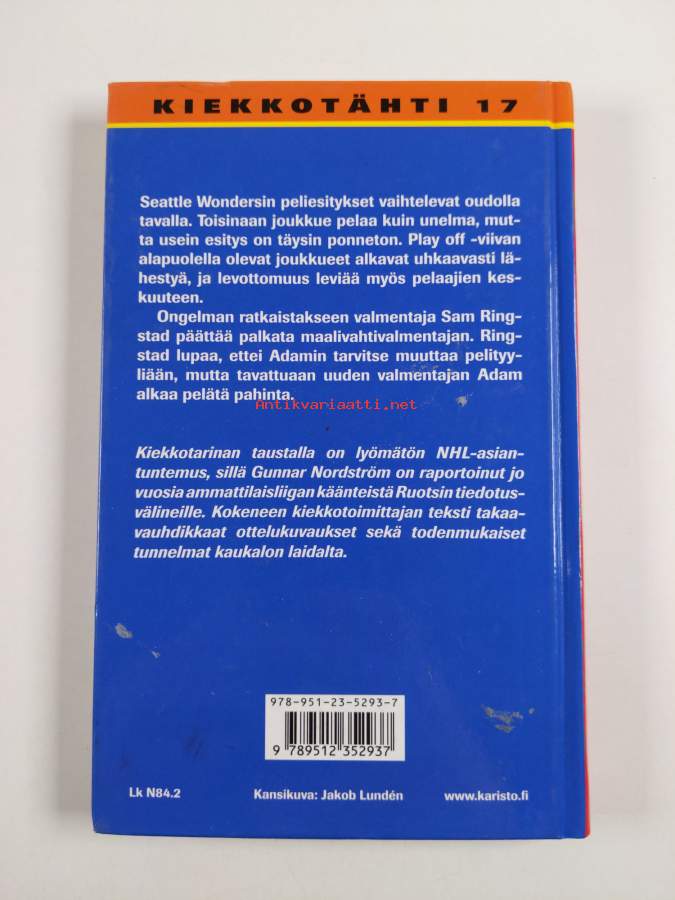 KIEKKOTÄHTI 17
Seattle Wondersin peliesitykset vaihtelevat oudolla
tavalla. Toisinaan joukkue pelaa kuin unelma, mut-
ta usein esitys on täysin ponneton. Play off -viivan
alapuolella olevat joukkueet alkavat uhkaavasti lä-
hestyä, ja levottomuus leviää myös pelaajien kes-
kuuteen.
Ongelman ratkaistakseen valmentaja Sam Ring-
stad päättää palkata maalivahtivalmentajan. Ring-
stad lupaa, ettei Adamin tarvitse muuttaa pelityy-
liään, mutta tavattuaan uuden valmentajan Adam
alkaa pelätä pahinta.
Antikvariaatti.net
Kiekkotarinan taustalla on lyömätön NHL-asian-
tuntemus, sillä Gunnar Nordström on raportoinut jo
vuosia ammattilaisliigan käänteistä Ruotsin tiedotus-
välineille. Kokeneen kiekkotoimittajan teksti takaa-
vauhdikkaat ottelukuvaukset sekä todenmukaiset
tunnelmat kaukalon laidalta.
978-951-23-5293-7
9 789512 352937
Lk N84.2
Kansikuva: Jakob Lundén
www.karisto.fi